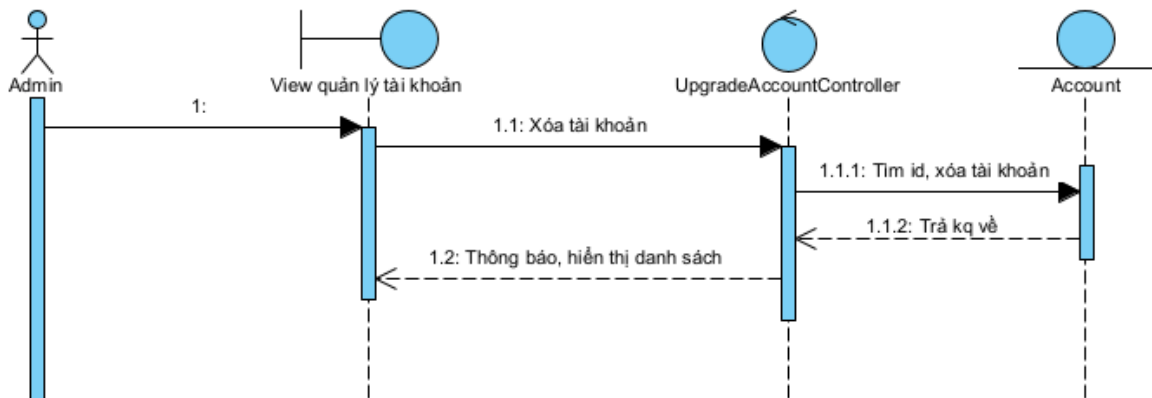 Admin
View quản lý tài khoản
UpgradeAccountController
Account
1:
1.1: Xóa tài khoản
1.1.1: Tìm id, xóa tài khoản
1.1.2: Trả kq về
1.2: Thông báo, hiển thị danh sách